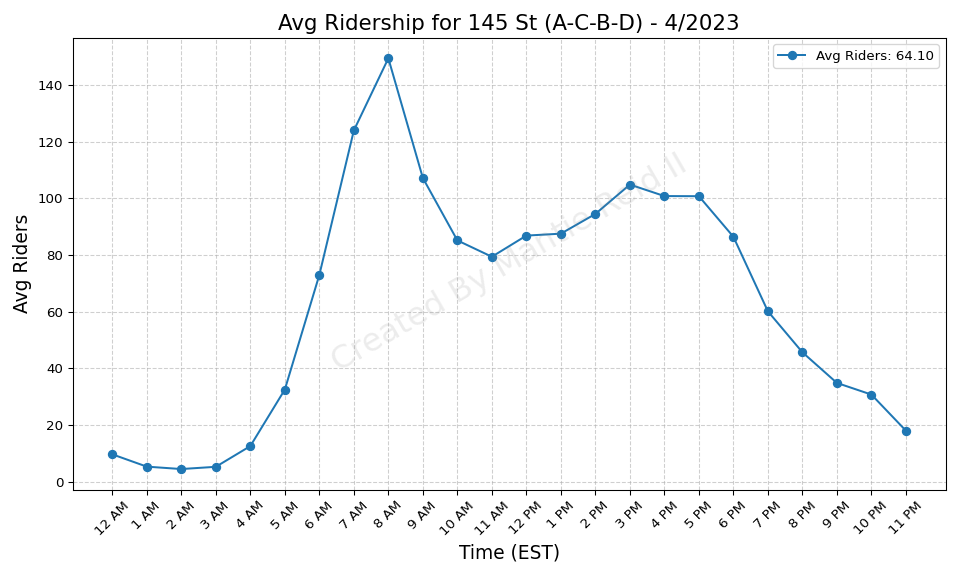 Avg Ridership for 145 St (A-C-B-D) - 4/2023
Avg Riders: 64.10
140
120
100
80
60
40
20
0
Avg Riders
Created By Mantie Reid II
12 AM
1 AM
2 AM
3 AM
4 AM
5 AM
6 AM
7 AM
8 AM
9 AM
10 AM
11 AM
12 PM
1 PM
2 PM
3 PM
4 PM
5 PM
6 PM
7 PM
8 PM
9 PM
10 PM
11 PM
Time (EST)